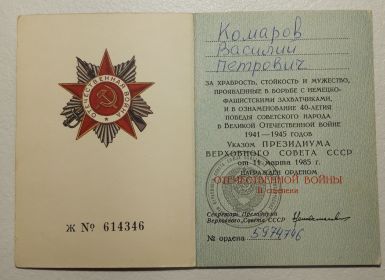 ОТЕЧЕСТВЕННАЯ ВОЙНА
Ж № 614346
Комаров
Василий
Петрович
ЗА ХРАБРОСТЬ, СТОЙКОСТЬ И МУЖЕСТВО,
ПРОЯВЛЕННЫЕ В БОРЬБЕ С НЕМЕЦКО-
ФАШИСТСКИМИ ЗАХВАТЧИКАМИ,
И В ОЗНАМЕНОВАНИЕ 40-ЛЕТИЯ
ПОБЕДЫ СОВЕТСКОГО НАРОДА
В ВЕЛИКОЙ ОТЕЧЕСТВЕННОЙ ВОЙНЕ
1941—1945 ГОДОВ
УКАЗОМ ПРЕЗИДИУМА
ВЕРХОВНОГО СОВЕТА СССР
ОТ 11 МАРТА 1985 г.
НАГРАЖДЕН ОРДЕНОМ
ОТЕЧЕСТВЕННОЙ ВОЙНЫ
II степени
Секретарь Президиума
Верховного Совета СССР
№ ордена 5974746